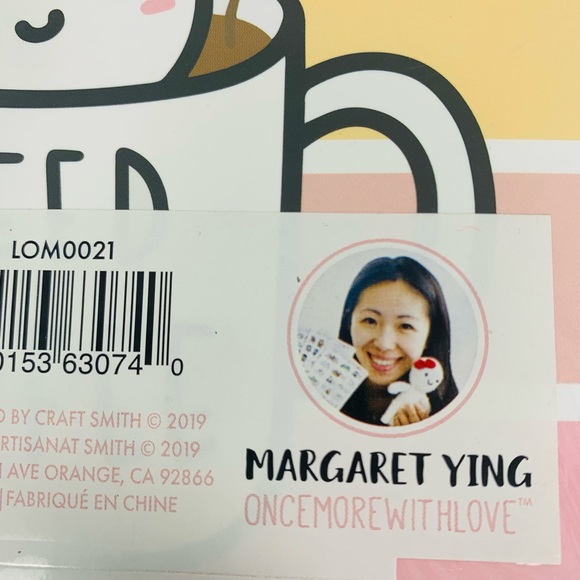 LOM0021
0153 63074 0
BY CRAFT SMITH © 2019
SMITH © 2019
AVE ORANGE, CA 92866
FABRIQUÉ EN CHINE
MARGARET YING
ONCEMOREWITHLOVE™